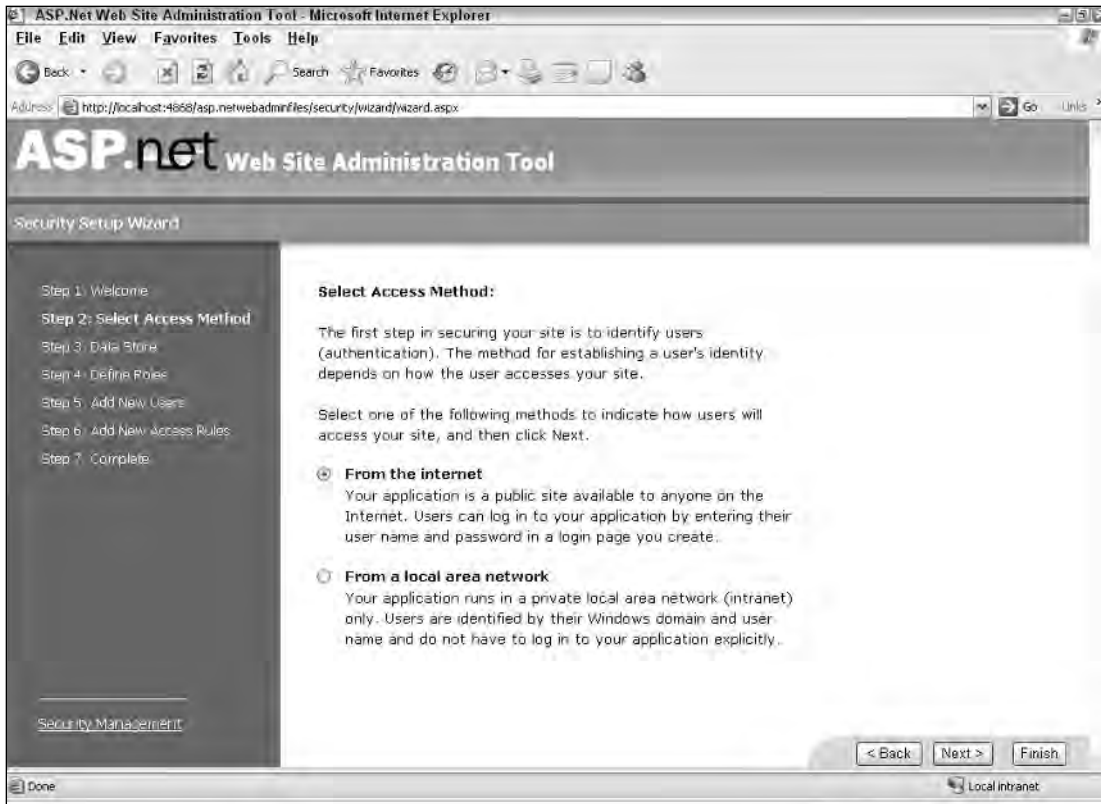 ASP.Net Web Site Administration Tool - Microsoft Internet Explorer
File Edit View Favorites Tools Help
Back Search Favorites
Address http://localhost:4868/asp.netwebadminfiles/security/wizard/wizard.aspx Go Links
ASP.net Web Site Administration Tool
Security Setup Wizard
Step 1: Welcome
Step 2: Select Access Method
Step 3: Data Store
Step 4: Define Roles
Step 5: Add New Users
Step 6: Add New Access Rules
Step 7: Complete
Security Management
Select Access Method:
The first step in securing your site is to identify users
(authentication). The method for establishing a user's identity
depends on how the user accesses your site.
Select one of the following methods to indicate how users will
access your site, and then click Next.
From the internet
Your application is a public site available to anyone on the
Internet. Users can log in to your application by entering their
user name and password in a login page you create.
From a local area network
Your application runs in a private local area network (intranet)
only. Users are identified by their Windows domain and user
name and do not have to log in to your application explicitly.
< Back Next > Finish
Done Local intranet